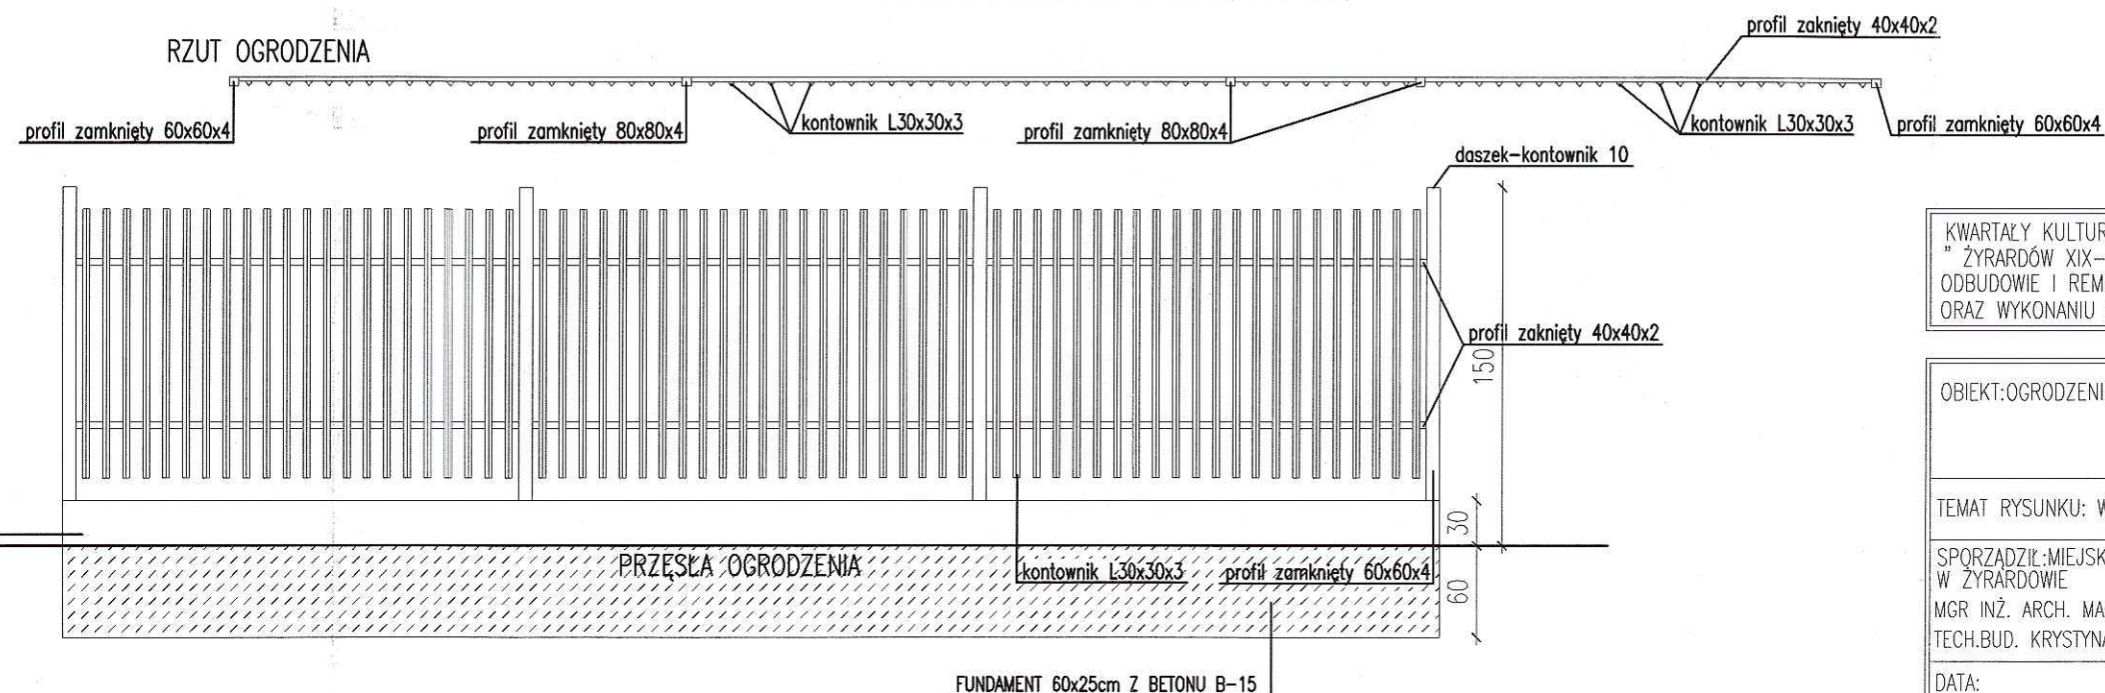 RZUT OGRODZENIA
profil zaknięty 40x40x2
profil zamknięty 60x60x4
profil zamknięty 80x80x4
kontownik L30x30x3
profil zamknięty 80x80x4
kontownik L30x30x3
profil zamknięty 60x60x4
daszek-kontownik 10
profil zaknięty 40x40x2
150
30
60
PRZĘSŁA OGRODZENIA
kontownik L30x30x3
profil zamknięty 60x60x4
FUNDAMENT 60x25cm Z BETONU B-15
KWARTAŁY KULTUR
" ŻYRARDÓW XIX-
ODBUDOWIE I REM
ORAZ WYKONANIU
OBIEKT:OGRODZENI
TEMAT RYSUNKU: W
SPORZĄDZIŁ:MIEJSK
W ŻYRARDOWIE
MGR INŻ. ARCH. MA
TECH.BUD. KRYSTYNA
DATA: